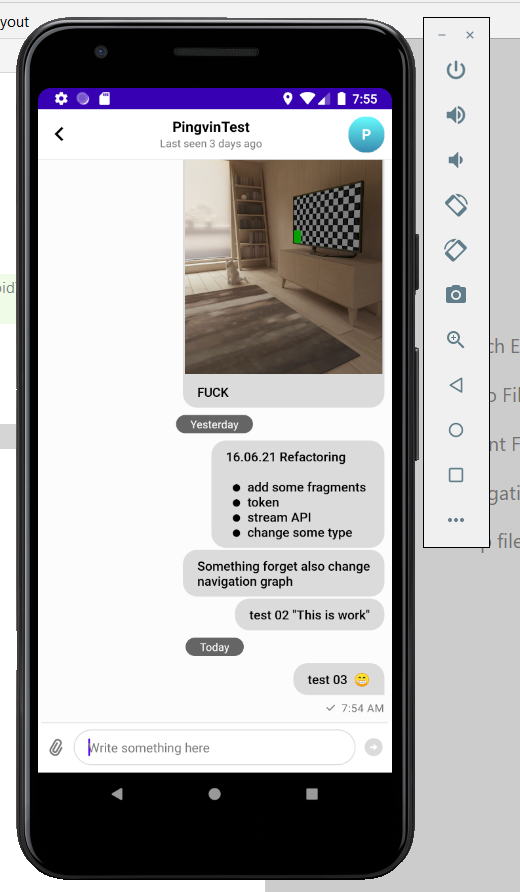 yout
7:55
PingvinTest
Last seen 3 days ago
P
FUCK
Yesterday
16.06.21 Refactoring
● add some fragments
● token
● stream API
● change some type
Something forget also change
navigation graph
test 02 "This is work"
Today
test 03 😁
✓ 7:54 AM
Write something here
ch E
o Fil
nt F
gati
p file